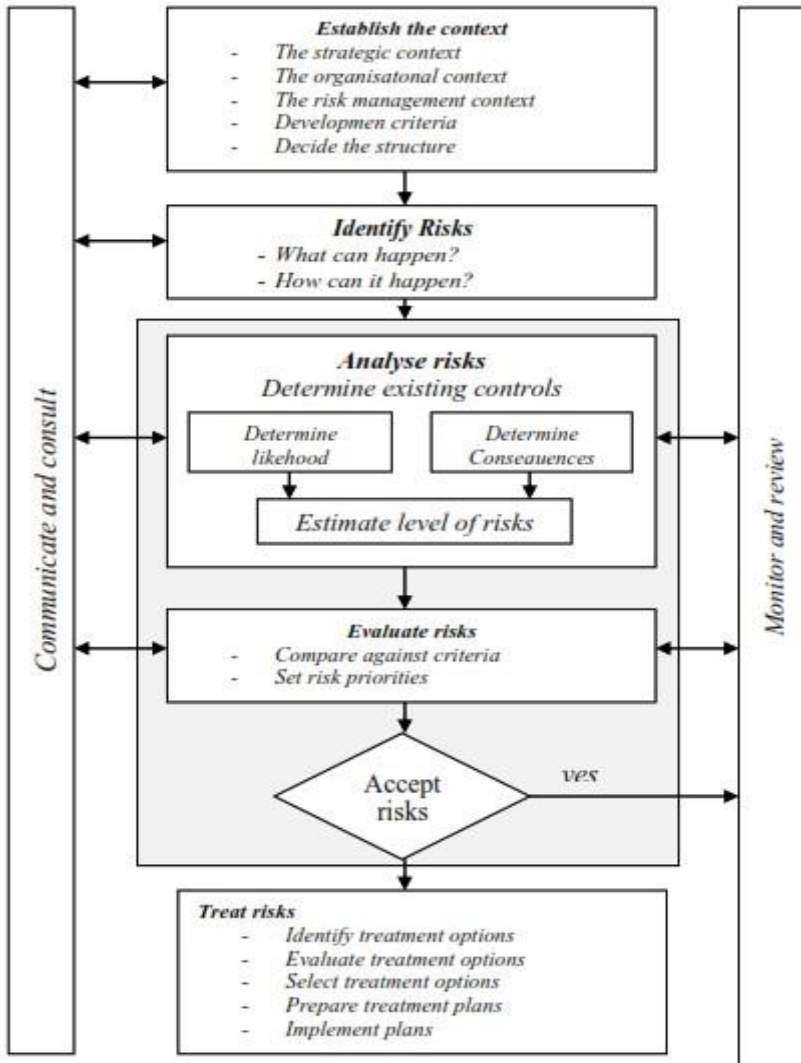 Establish the context
- The strategic context
- The organisatonal context
- The risk management context
- Developmen criteria
- Decide the structure
Identify Risks
- What can happen?
- How can it happen?
Analyse risks
Determine existing controls
Determine
likehood
Determine
Conseauences
Estimate level of risks
Evaluate risks
- Compare against criteria
- Set risk priorities
Accept
risks
ves
Treat risks
- Identify treatment options
- Evaluate treatment options
- Select treatment options
- Prepare treatment plans
- Implement plans
Communicate and consult
Monitor and review